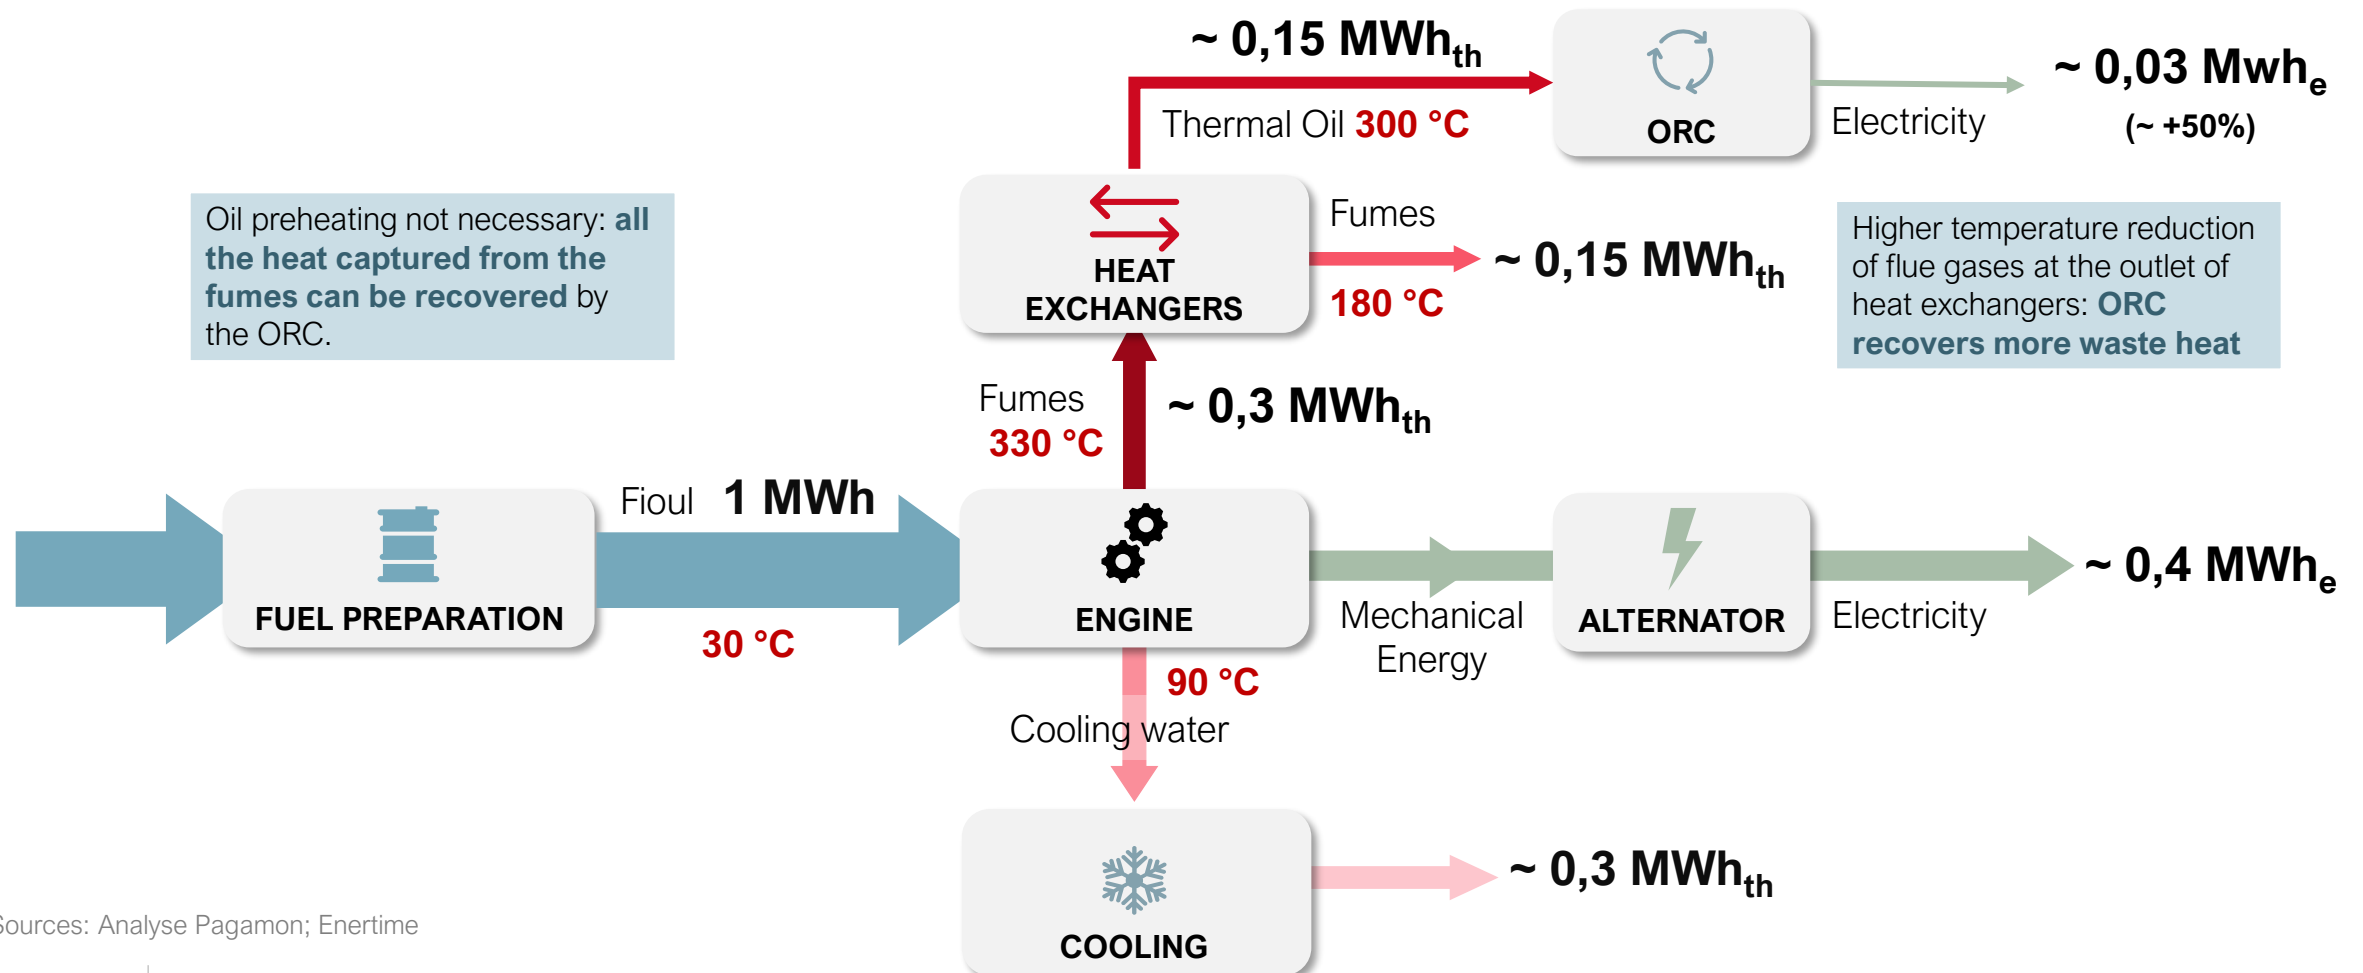 ~ 0,15 MWhth
Thermal Oil 300 °C
ORC
Electricity
~ 0,03 Mwhe
(~ +50%)
Oil preheating not necessary: all
the heat captured from the
fumes can be recovered by
the ORC.
HEAT
EXCHANGERS
Fumes
180 °C
~ 0,15 MWhth
Higher temperature reduction
of flue gases at the outlet of
heat exchangers: ORC
recovers more waste heat
Fumes
330 °C
~ 0,3 MWhth
FUEL PREPARATION
Fioul 1 MWh
30 °C
ENGINE
Mechanical
Energy
ALTERNATOR
Electricity
~ 0,4 MWhe
90 °C
Cooling water
COOLING
~ 0,3 MWhth
Sources: Analyse Pagamon; Enertime